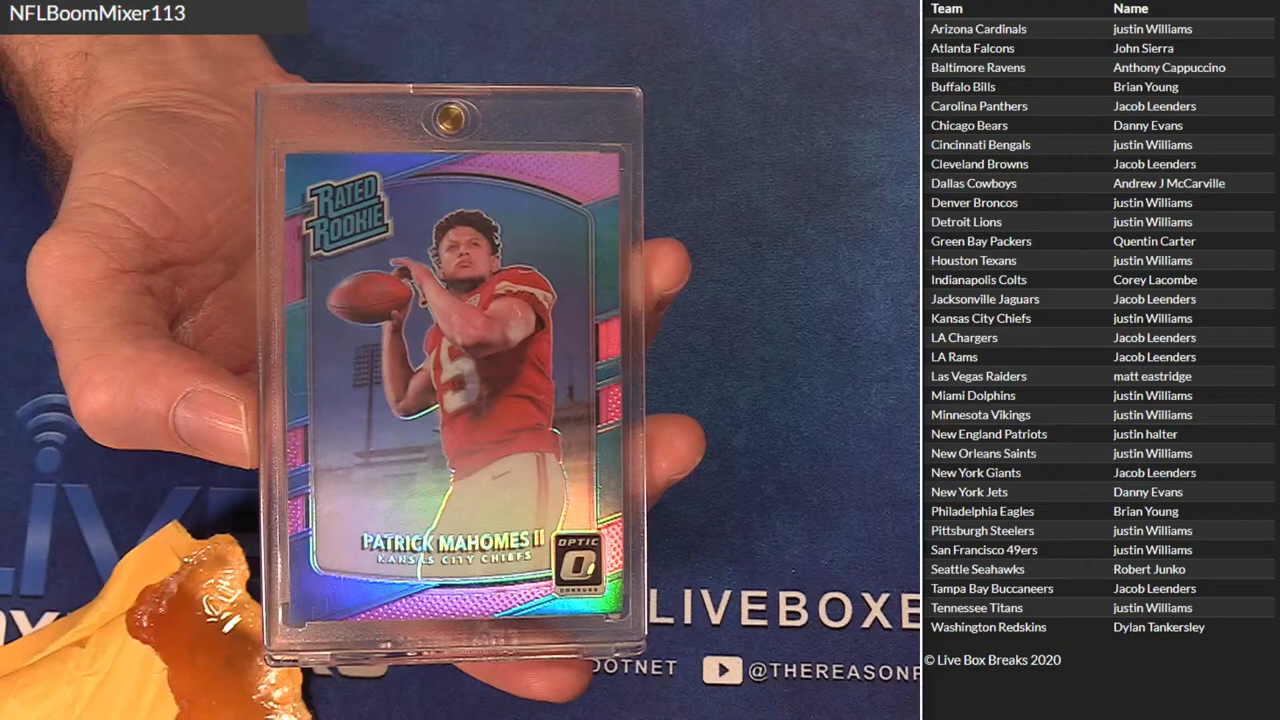 NFLBoomMixer113
RATED
ROOKIE
5
PATRICK MAHOMES II
KANSAS CITY CHIEFS
OPTIC
O
DONRUSS
LIVEBOXE
DOTNET
@THEREASONF
Team Name
Arizona Cardinals justin Williams
Atlanta Falcons John Sierra
Baltimore Ravens Anthony Cappuccino
Buffalo Bills Brian Young
Carolina Panthers Jacob Leenders
Chicago Bears Danny Evans
Cincinnati Bengals justin Williams
Cleveland Browns Jacob Leenders
Dallas Cowboys Andrew J McCarville
Denver Broncos justin Williams
Detroit Lions justin Williams
Green Bay Packers Quentin Carter
Houston Texans justin Williams
Indianapolis Colts Corey Lacombe
Jacksonville Jaguars Jacob Leenders
Kansas City Chiefs justin Williams
LA Chargers Jacob Leenders
LA Rams Jacob Leenders
Las Vegas Raiders matt eastridge
Miami Dolphins justin Williams
Minnesota Vikings justin Williams
New England Patriots justin halter
New Orleans Saints justin Williams
New York Giants Jacob Leenders
New York Jets Danny Evans
Philadelphia Eagles Brian Young
Pittsburgh Steelers justin Williams
San Francisco 49ers justin Williams
Seattle Seahawks Robert Junko
Tampa Bay Buccaneers Jacob Leenders
Tennessee Titans justin Williams
Washington Redskins Dylan Tankersley
© Live Box Breaks 2020